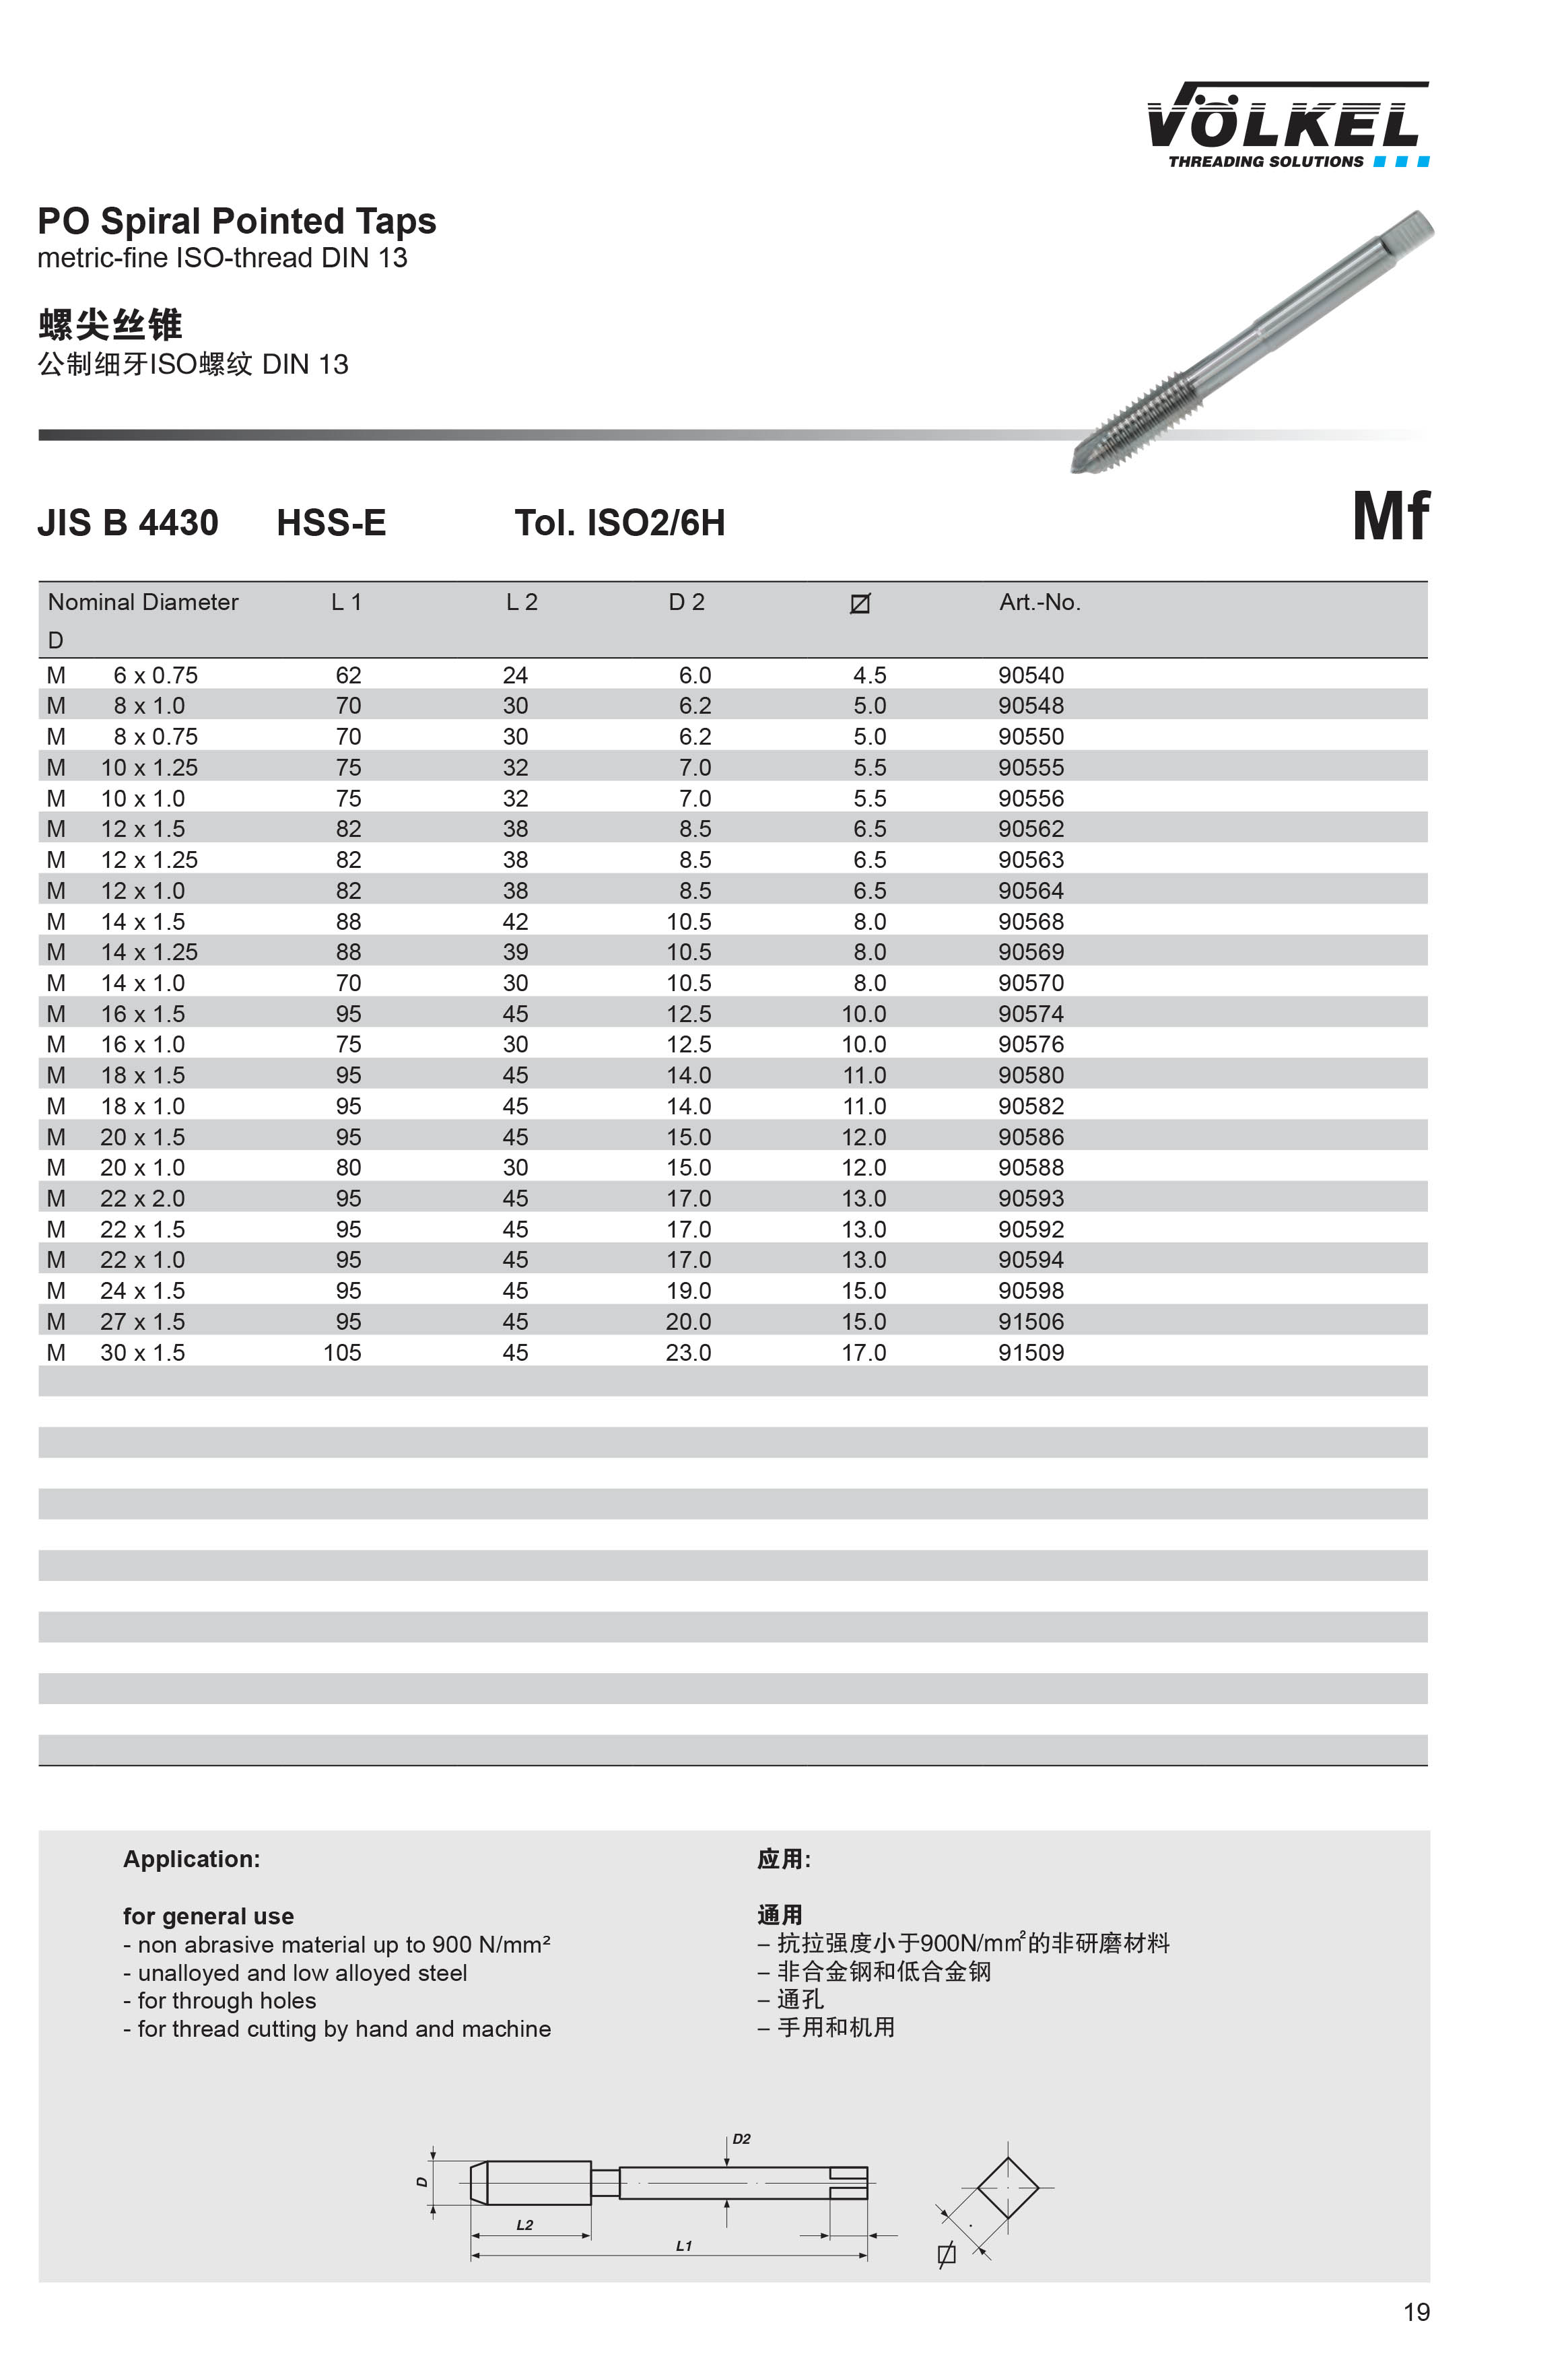 VÖLKEL
THREADING SOLUTIONS
PO Spiral Pointed Taps
metric-fine ISO-thread DIN 13
螺尖丝锥
公制细牙ISO螺纹 DIN 13
JIS B 4430 HSS-E Tol. ISO2/6H Mf
Nominal Diameter L 1 L 2 D 2 Art.-No.
D
M 6 x 0.75 62 24 6.0 4.5 90540
M 8 x 1.0 70 30 6.2 5.0 90548
M 8 x 0.75 70 30 6.2 5.0 90550
M 10 x 1.25 75 32 7.0 5.5 90555
M 10 x 1.0 75 32 7.0 5.5 90556
M 12 x 1.5 82 38 8.5 6.5 90562
M 12 x 1.25 82 38 8.5 6.5 90563
M 12 x 1.0 82 38 8.5 6.5 90564
M 14 x 1.5 88 42 10.5 8.0 90568
M 14 x 1.25 88 39 10.5 8.0 90569
M 14 x 1.0 70 30 10.5 8.0 90570
M 16 x 1.5 95 45 12.5 10.0 90574
M 16 x 1.0 75 30 12.5 10.0 90576
M 18 x 1.5 95 45 14.0 11.0 90580
M 18 x 1.0 95 45 14.0 11.0 90582
M 20 x 1.5 95 45 15.0 12.0 90586
M 20 x 1.0 80 30 15.0 12.0 90588
M 22 x 2.0 95 45 17.0 13.0 90593
M 22 x 1.5 95 45 17.0 13.0 90592
M 22 x 1.0 95 45 17.0 13.0 90594
M 24 x 1.5 95 45 19.0 15.0 90598
M 27 x 1.5 95 45 20.0 15.0 91506
M 30 x 1.5 105 45 23.0 17.0 91509
Application:
for general use
- non abrasive material up to 900 N/mm²
- unalloyed and low alloyed steel
- for through holes
- for thread cutting by hand and machine
应用:
通用
– 抗拉强度小于900N/mm²的非研磨材料
– 非合金钢和低合金钢
– 通孔
– 手用和机用
D2
D
L2
L1
19